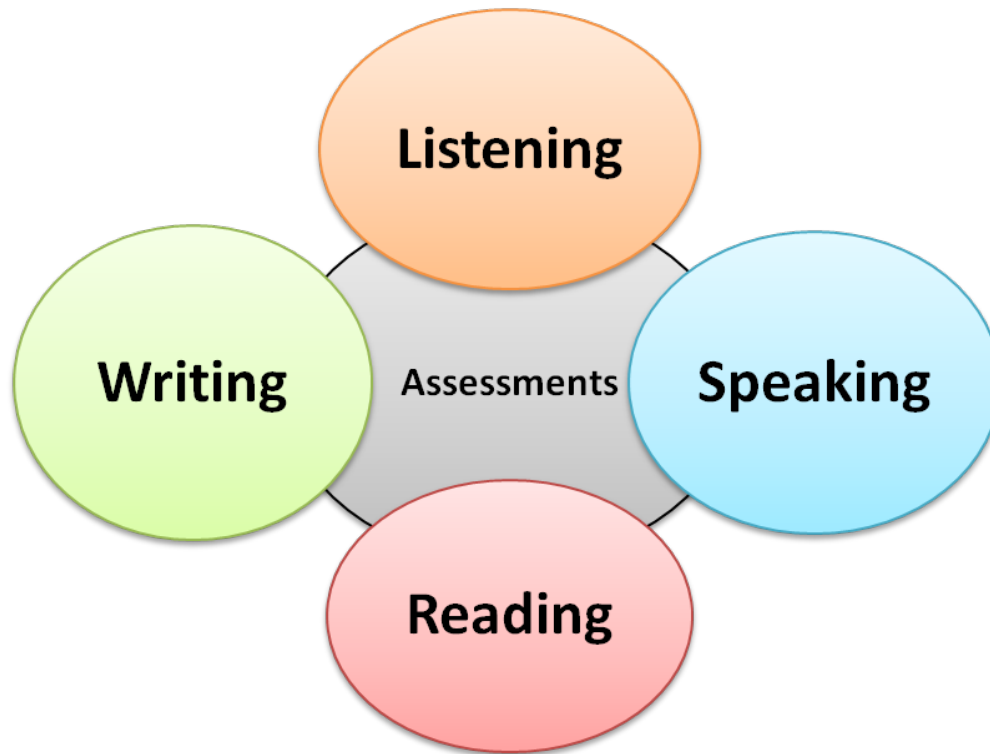 Listening
Writing
Assessments
Speaking
Reading